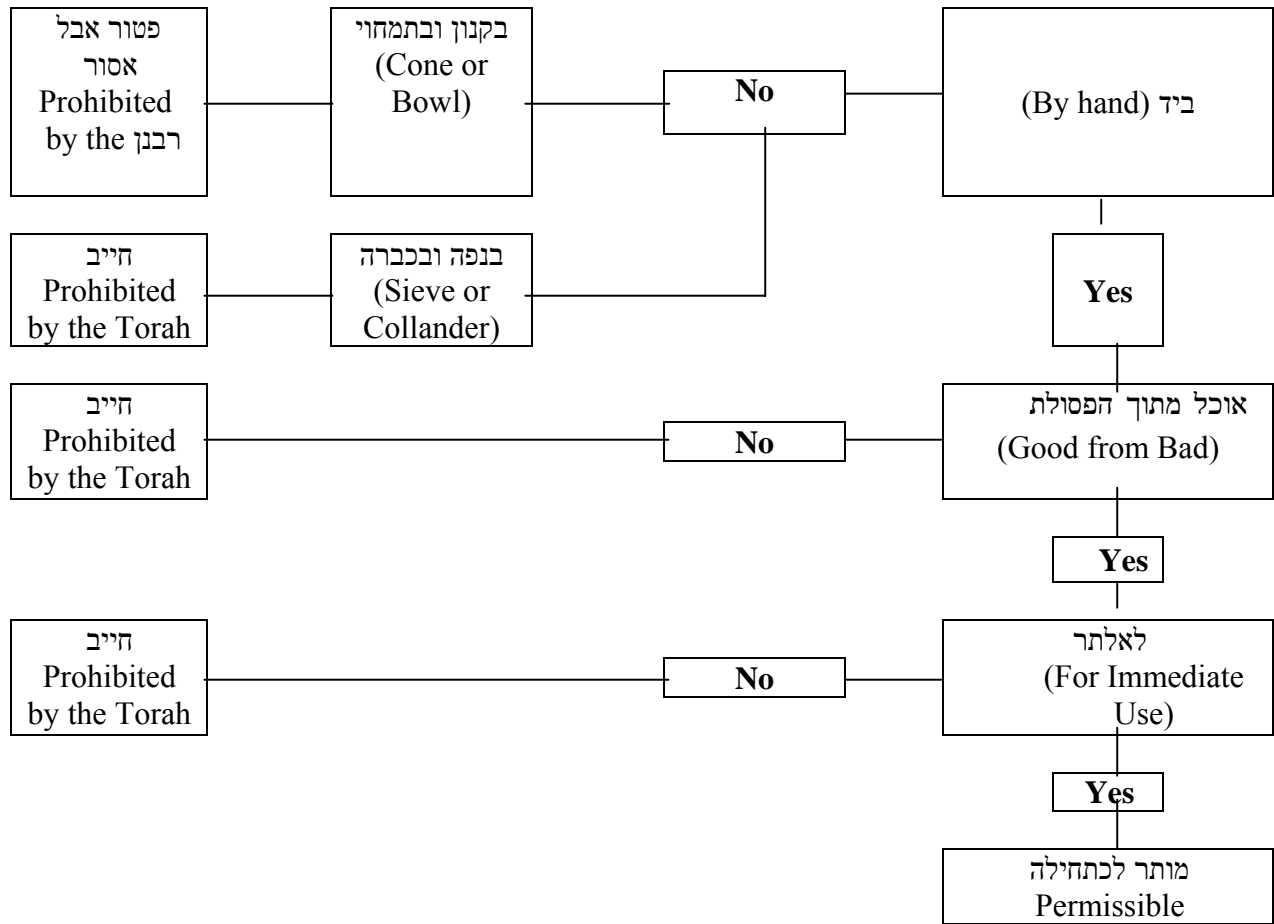 פטור אבל
אסור
Prohibited
by the רבנן
בקנון ובתמחוי
(Cone or
Bowl)
No
ביד (By hand)
חייב
Prohibited
by the Torah
בנפה ובכברה
(Sieve or
Collander)
Yes
חייב
Prohibited
by the Torah
No
אוכל מתוך הפסולת
(Good from Bad)
Yes
חייב
Prohibited
by the Torah
No
לאלתר
(For Immediate
Use)
Yes
מותר לכתחילה
Permissible